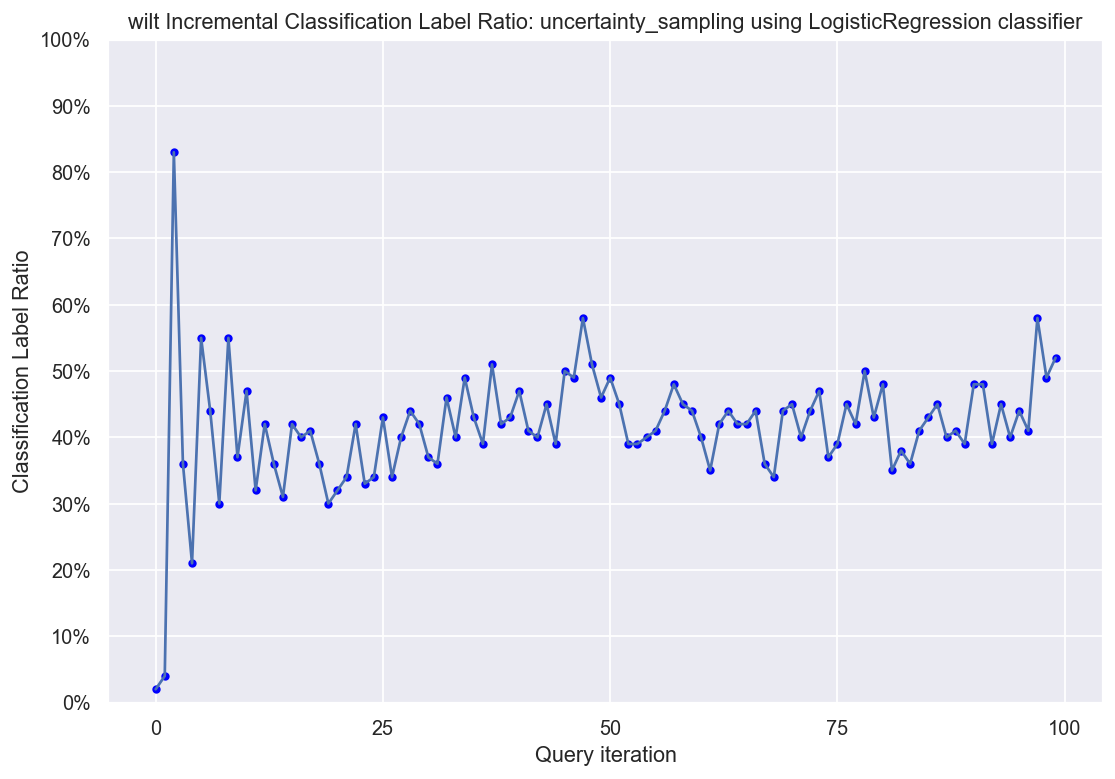 wilt Incremental Classification Label Ratio: uncertainty_sampling using LogisticRegression classifier
100%
90%
80%
70%
60%
50%
40%
30%
20%
10%
0%
Classification Label Ratio
0 25 50 75 100
Query iteration